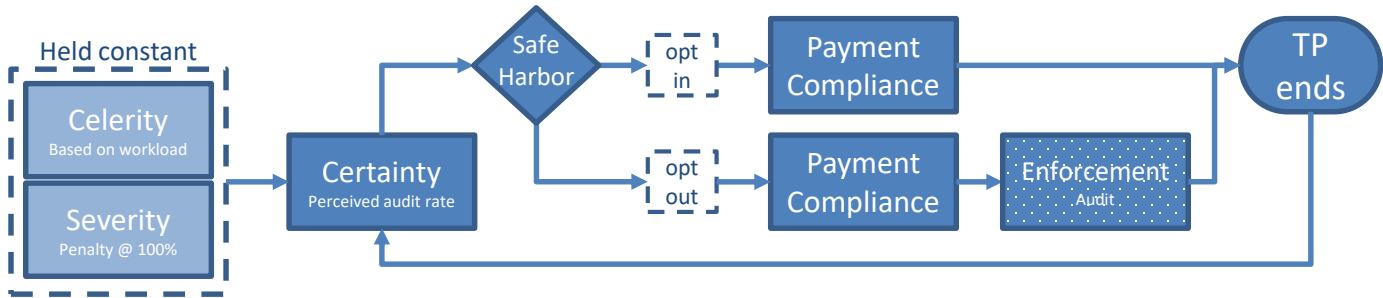 Held constant
Celerity
Based on workload
Severity
Penalty @ 100%
Certainty
Perceived audit rate
Safe
Harbor
opt
in
Payment
Compliance
opt
out
Payment
Compliance
Enforcement
Audit
TP
ends